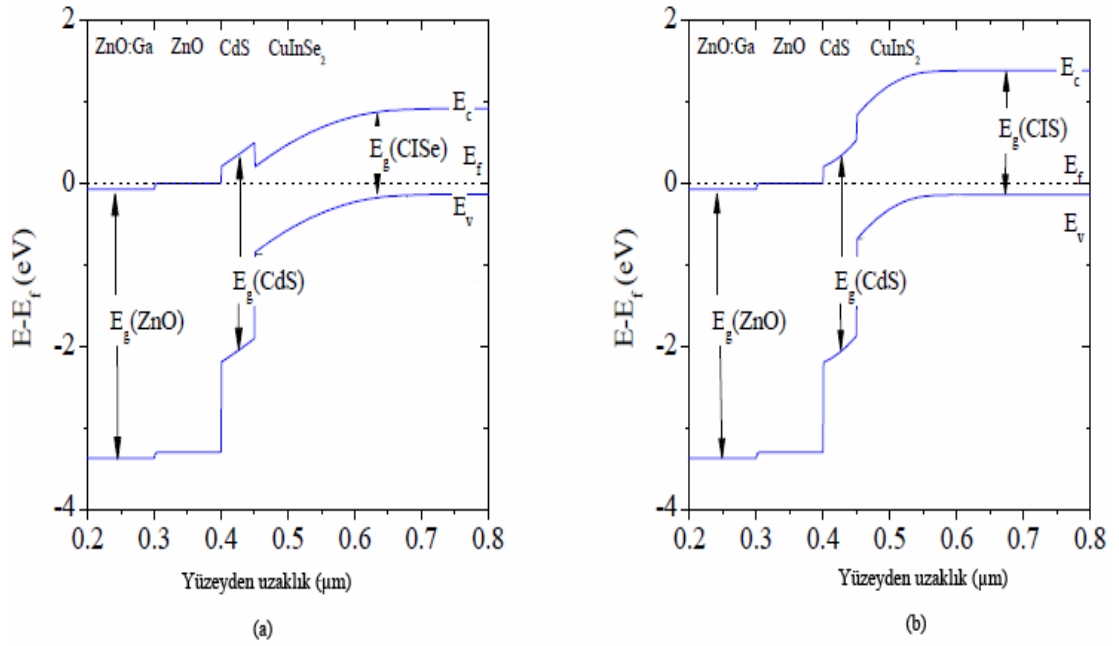 2
ZnO:Ga ZnO CdS CuInSe₂
E_c
E_g(CISe)
E_f
0
E_v
E_g(CdS)
E_g(ZnO)
-2
-4
E-E_f (eV)
0.2 0.3 0.4 0.5 0.6 0.7 0.8
Yüzeyden uzaklık (µm)
(a)
2
ZnO:Ga ZnO CdS CuInS₂
E_c
E_g(CIS)
E_f
0
E_v
E_g(CdS)
E_g(ZnO)
-2
-4
E-E_f (eV)
0.2 0.3 0.4 0.5 0.6 0.7 0.8
Yüzeyden uzaklık (µm)
(b)